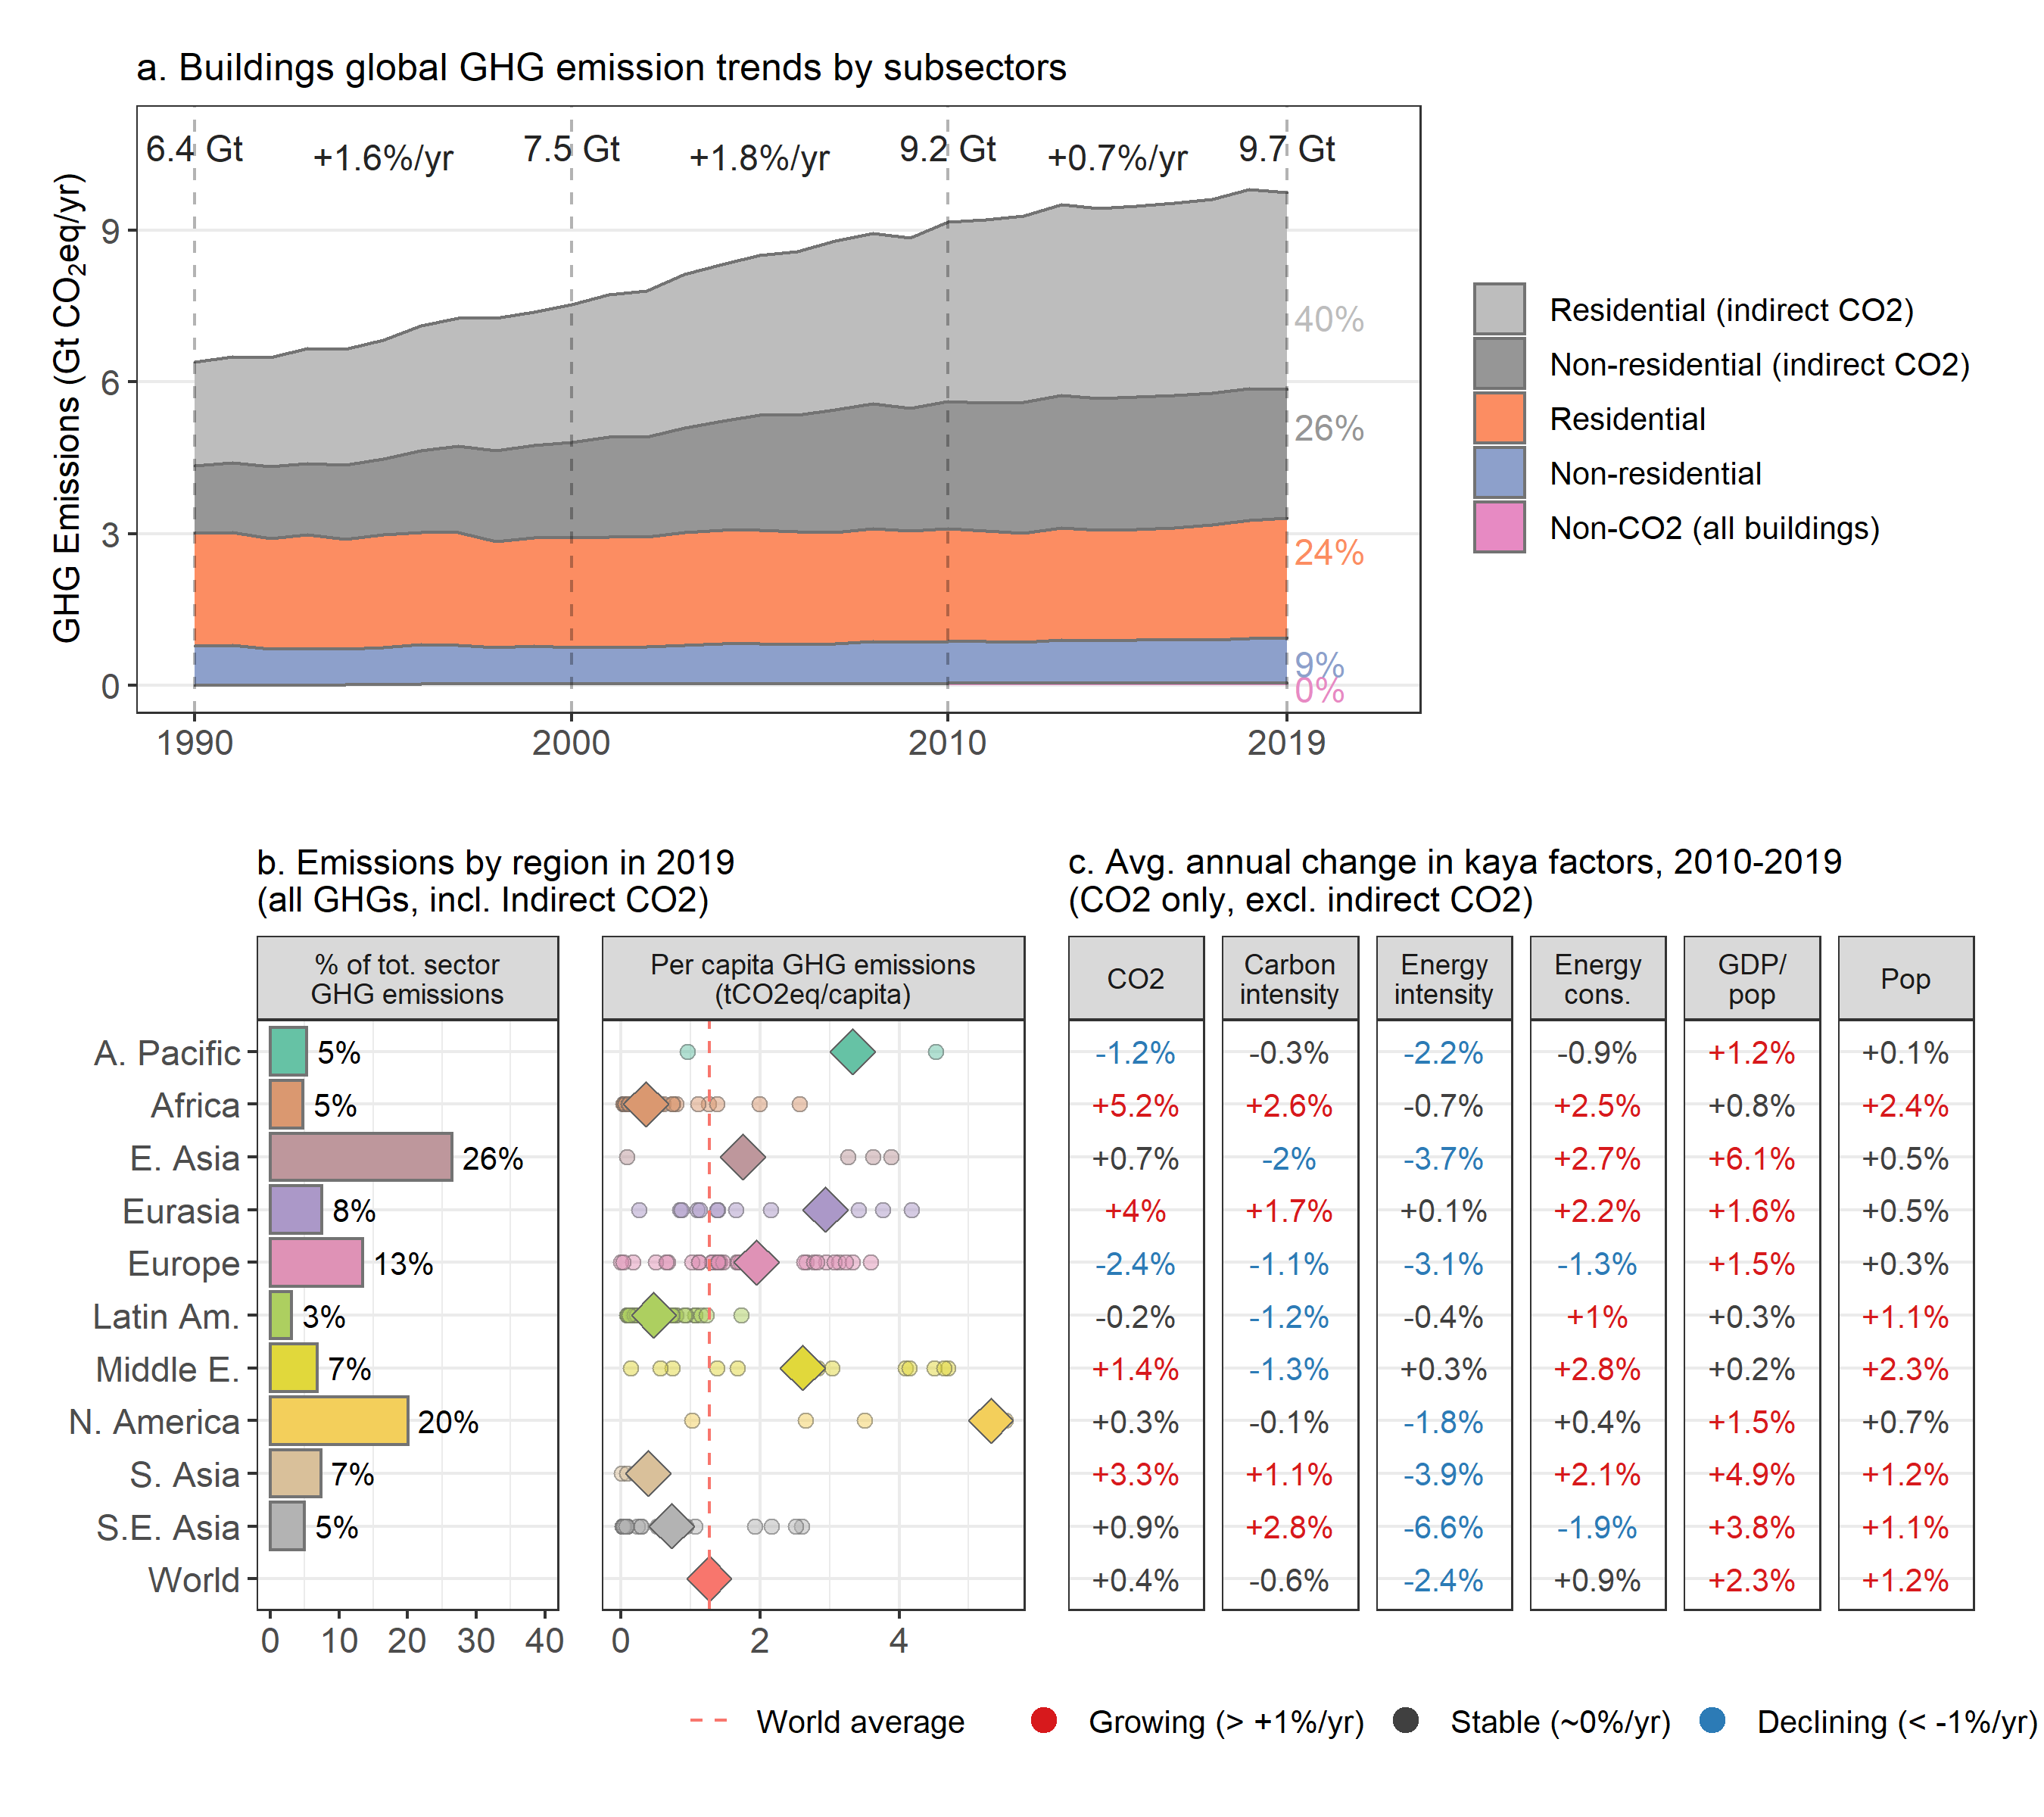 a. Buildings global GHG emission trends by subsectors
6.4 Gt
+1.6%/yr
7.5 Gt
+1.8%/yr
9.2 Gt
+0.7%/yr
9.7 Gt
GHG Emissions (Gt CO₂eq/yr)
9
6
3
0
40%
26%
24%
9%
0%
1990
2000
2010
2019
Residential (indirect CO2)
Non-residential (indirect CO2)
Residential
Non-residential
Non-CO2 (all buildings)
b. Emissions by region in 2019
(all GHGs, incl. Indirect CO2)
% of tot. sector
GHG emissions
Per capita GHG emissions
(tCO2eq/capita)
A. Pacific
Africa
E. Asia
Eurasia
Europe
Latin Am.
Middle E.
N. America
S. Asia
S.E. Asia
World
5%
5%
26%
8%
13%
3%
7%
20%
7%
5%
0 10 20 30 40
0 2 4
c. Avg. annual change in kaya factors, 2010-2019
(CO2 only, excl. indirect CO2)
CO2
Carbon
intensity
Energy
intensity
Energy
cons.
GDP/
pop
Pop
-1.2% -0.3% -2.2% -0.9% +1.2% +0.1%
+5.2% +2.6% -0.7% +2.5% +0.8% +2.4%
+0.7% -2% -3.7% +2.7% +6.1% +0.5%
+4% +1.7% +0.1% +2.2% +1.6% +0.5%
-2.4% -1.1% -3.1% -1.3% +1.5% +0.3%
-0.2% -1.2% -0.4% +1% +0.3% +1.1%
+1.4% -1.3% +0.3% +2.8% +0.2% +2.3%
+0.3% -0.1% -1.8% +0.4% +1.5% +0.7%
+3.3% +1.1% -3.9% +2.1% +4.9% +1.2%
+0.9% +2.8% -6.6% -1.9% +3.8% +1.1%
+0.4% -0.6% -2.4% +0.9% +2.3% +1.2%
World average
Growing (> +1%/yr)
Stable (~0%/yr)
Declining (< -1%/yr)